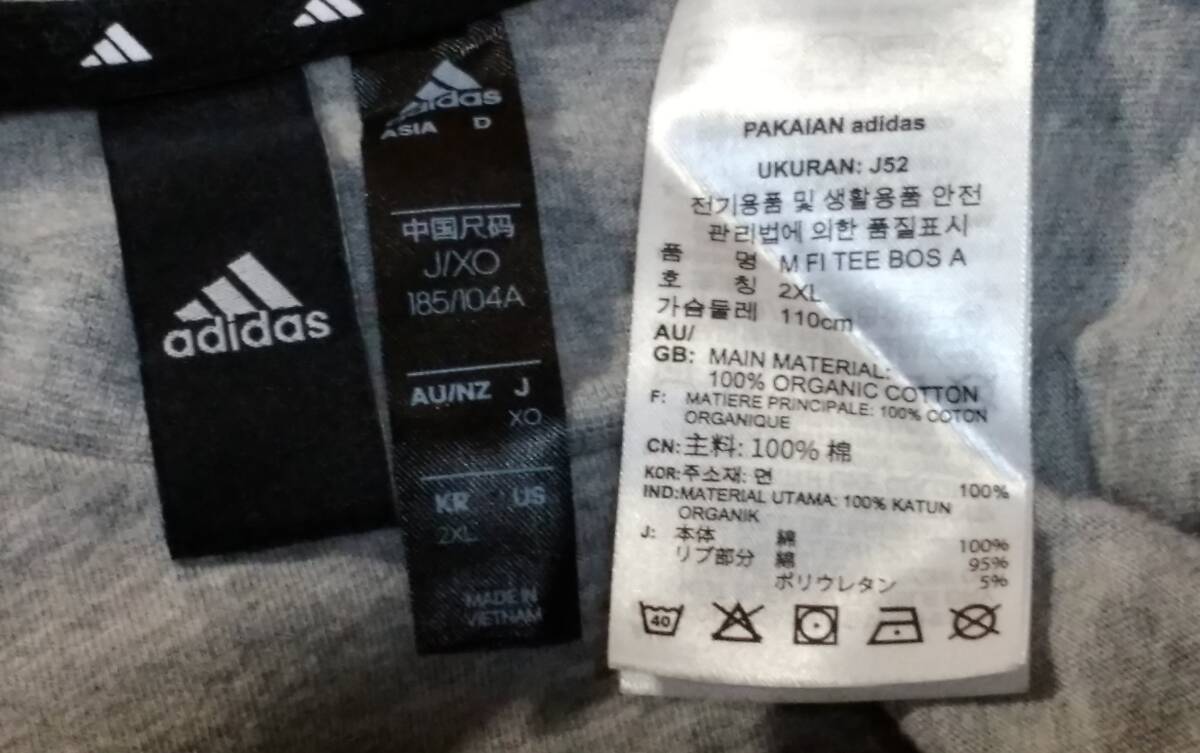 adidas
adidas
ASIA D
中国尺码
J/XO
185/104A
AU/NZ J
XO
KR US
2XL
MADE IN
VIETNAM
PAKAIAN adidas
UKURAN: J52
전기용품 및 생활용품 안전
관리법에 의한 품질표시
품 명 M FI TEE BOS A
호 칭 2XL
가슴둘레 110cm
AU/
GB: MAIN MATERIAL:
100% ORGANIC COTTON
F: MATIERE PRINCIPALE: 100% COTON
ORGANIQUE
CN: 主料: 100% 棉
KOR: 주소재: 면 100%
IND: MATERIAL UTAMA: 100% KATUN
ORGANIK
J: 本体 綿 100%
リブ部分 綿 95%
ポリウレタン 5%
40